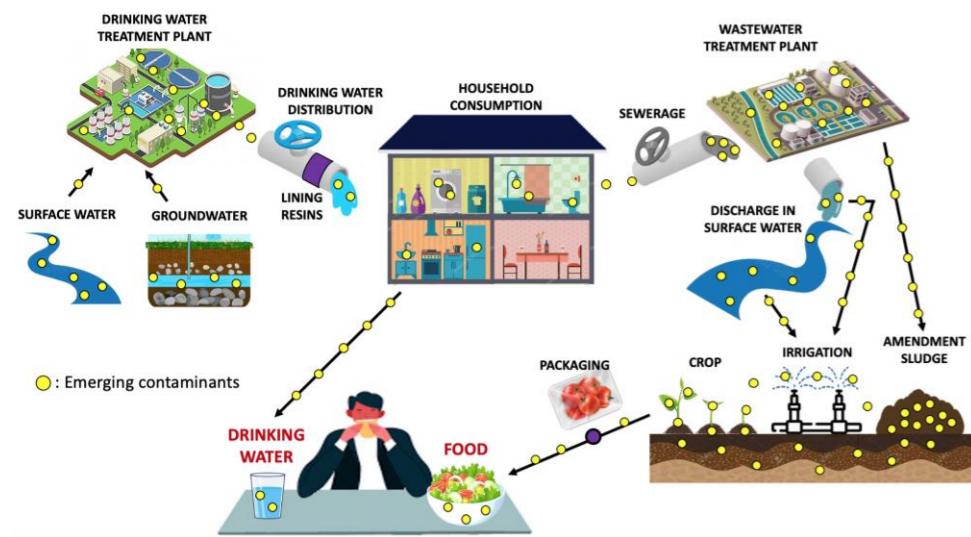 DRINKING WATER
TREATMENT PLANT
DRINKING WATER
DISTRIBUTION
LINING
RESINS
SURFACE WATER
GROUNDWATER
HOUSEHOLD
CONSUMPTION
SEWERAGE
WASTEWATER
TREATMENT PLANT
DISCHARGE IN
SURFACE WATER
AMENDMENT
SLUDGE
IRRIGATION
CROP
PACKAGING
: Emerging contaminants
DRINKING
WATER
FOOD